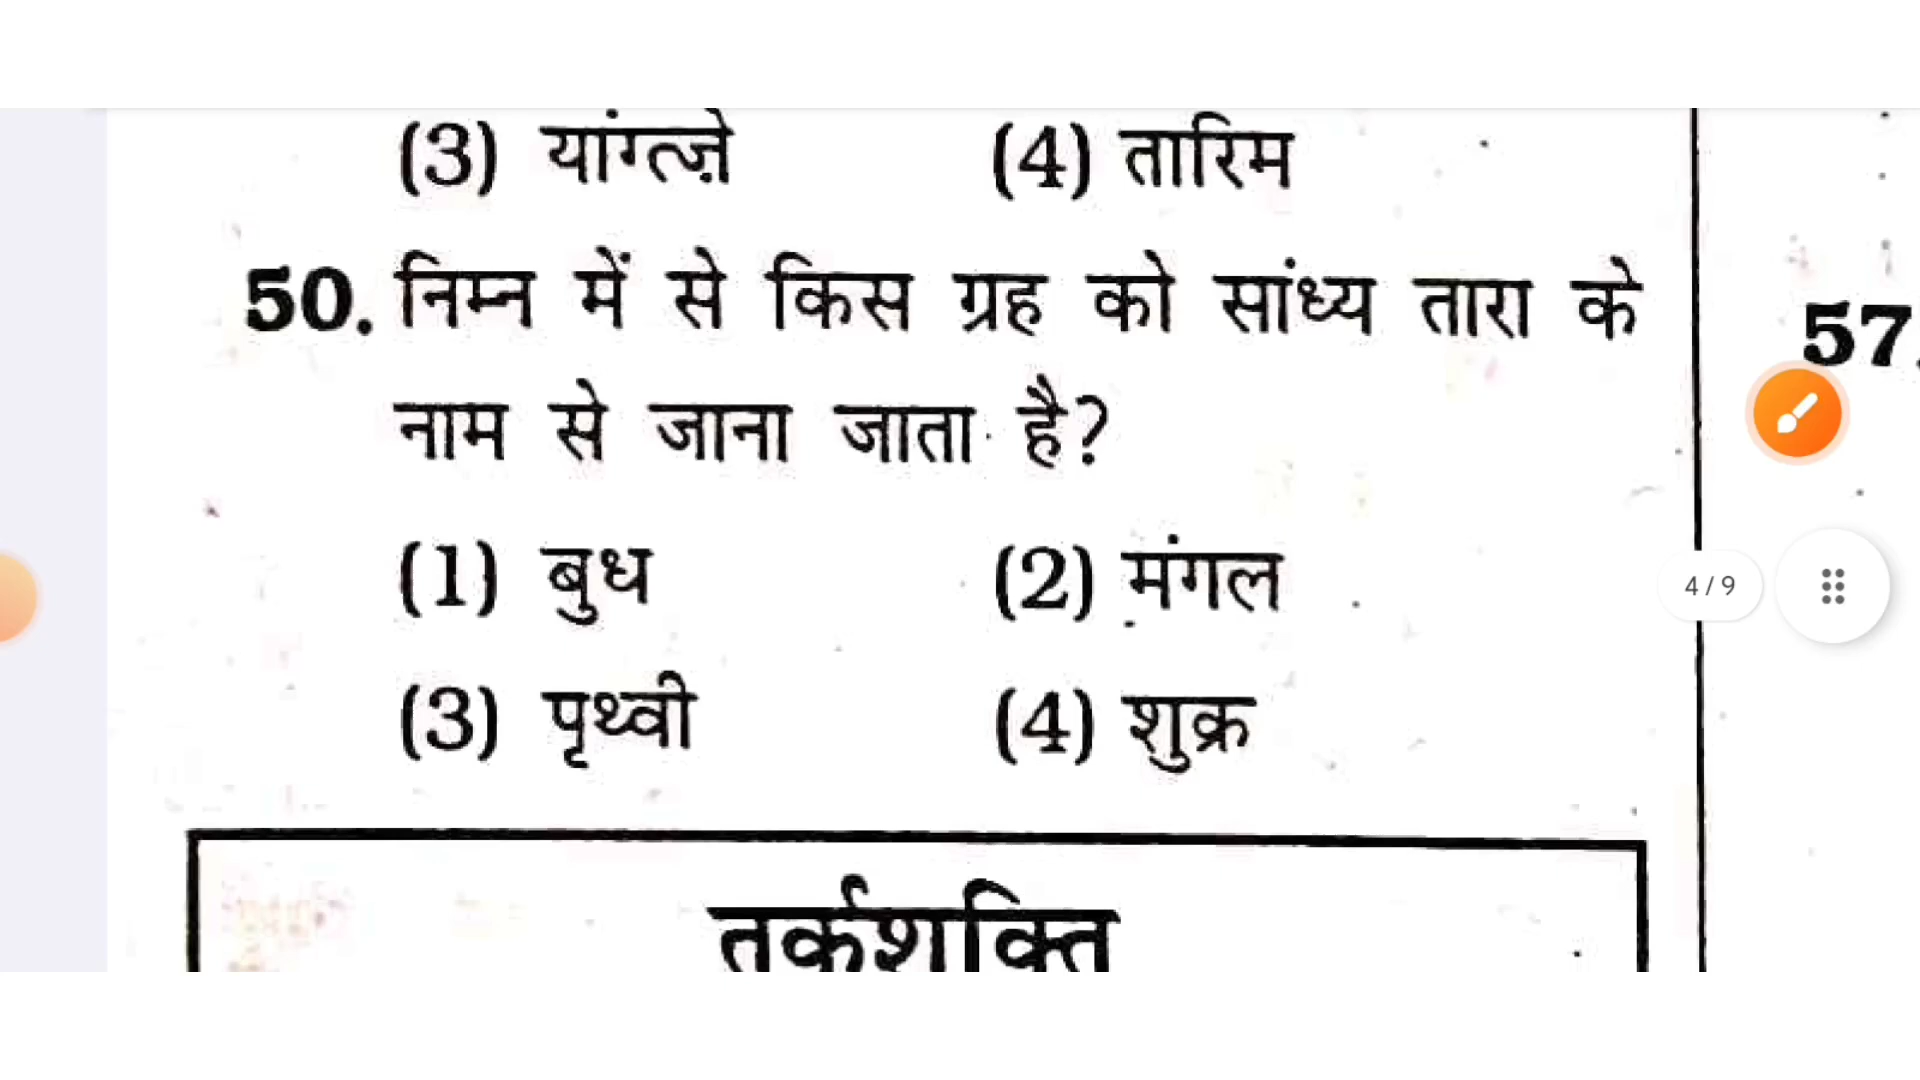 (3) यांग्त्ज़े (4) तारिम
50. निम्न में से किस ग्रह को सांध्य तारा के
नाम से जाना जाता है?
(1) बुध (2) मंगल
(3) पृथ्वी (4) शुक्र
तर्कशक्ति
57.
4 / 9